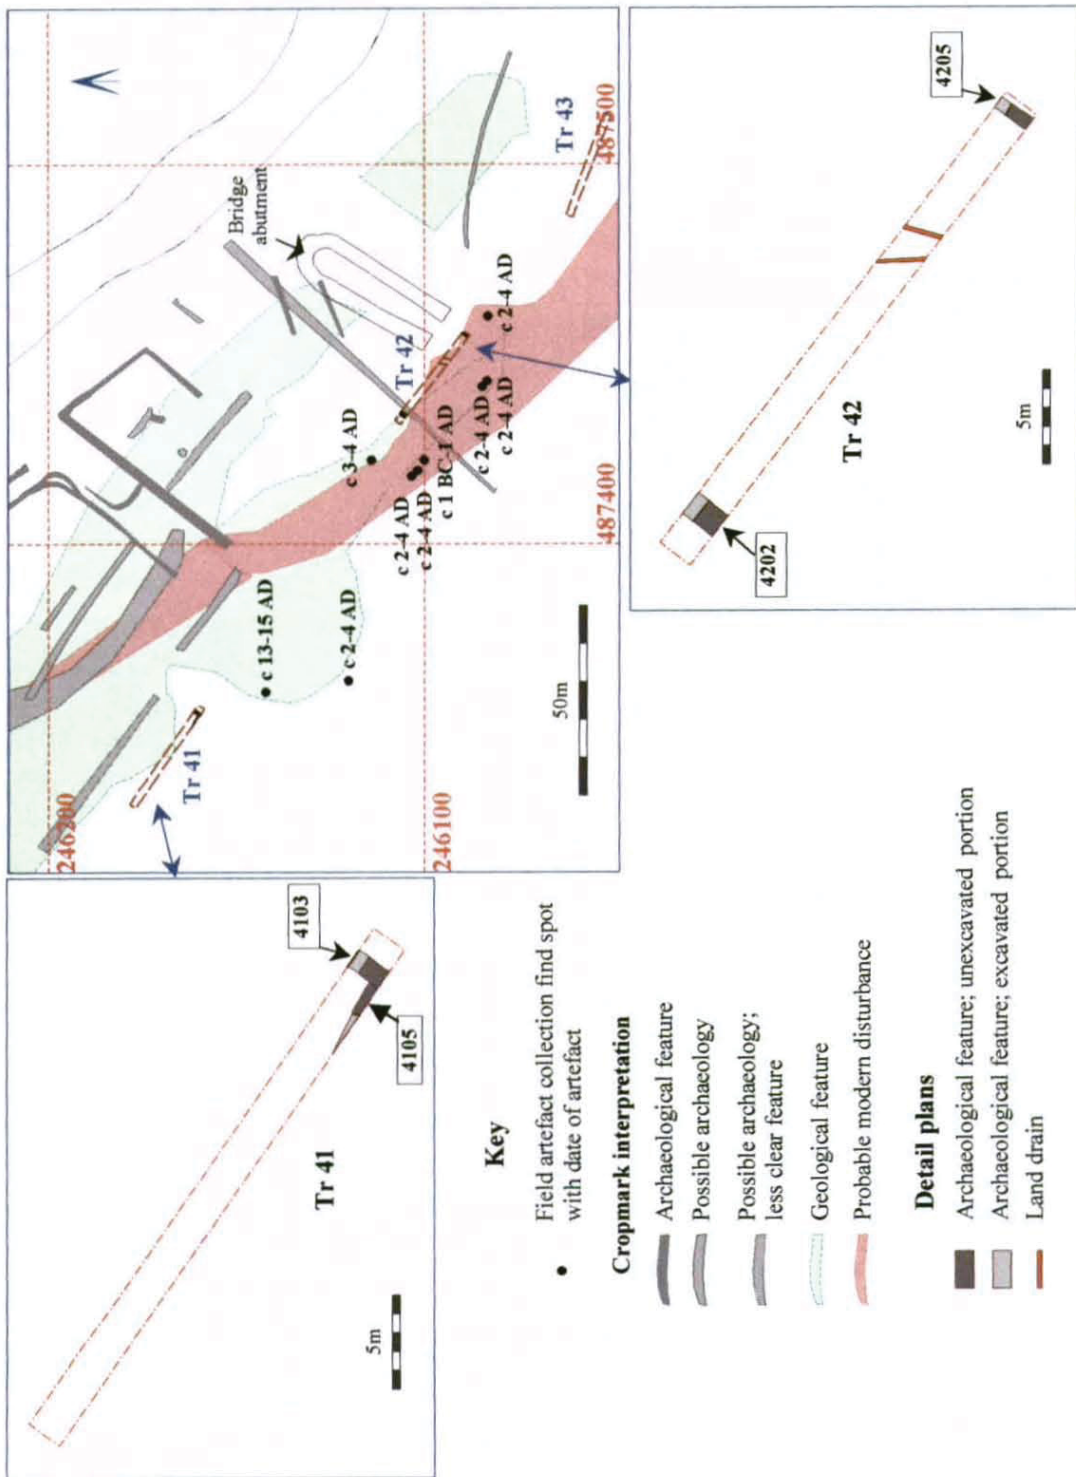 4103
4105
Tr 41
5m
246200
246100
487400
487500
Bridge
abutment
Tr 41
Tr 42
Tr 43
c 13-15 AD
c 2-4 AD
c 3-4 AD
c 2-4 AD
c 2-4 AD
c 1 BC-1 AD
c 2-4 AD
c 2-4 AD
c 2-4 AD
50m
Key
Field artefact collection find spot
with date of artefact
Cropmark interpretation
Archaeological feature
Possible archaeology
Possible archaeology;
less clear feature
Geological feature
Probable modern disturbance
Detail plans
Archaeological feature; unexcavated portion
Archaeological feature; excavated portion
Land drain
4202
4205
Tr 42
5m